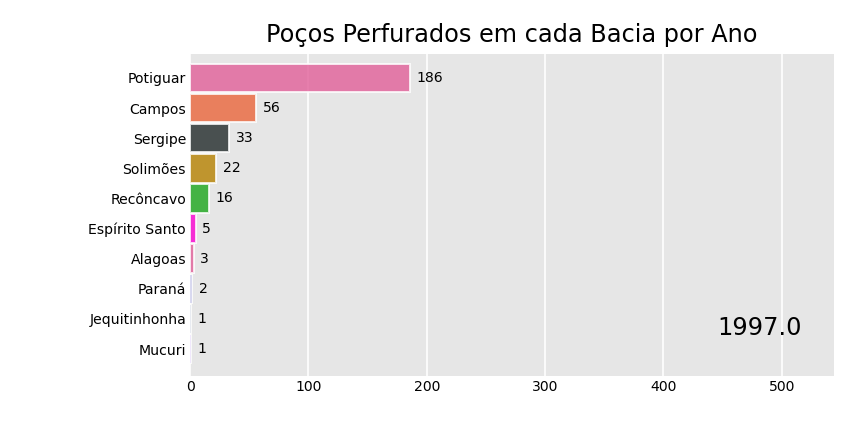 Poços Perfurados em cada Bacia por Ano
Potiguar 186
Campos 56
Sergipe 33
Solimões 22
Recôncavo 16
Espírito Santo 5
Alagoas 3
Paraná 2
Jequitinhonha 1
1997.0
Mucuri 1
0 100 200 300 400 500